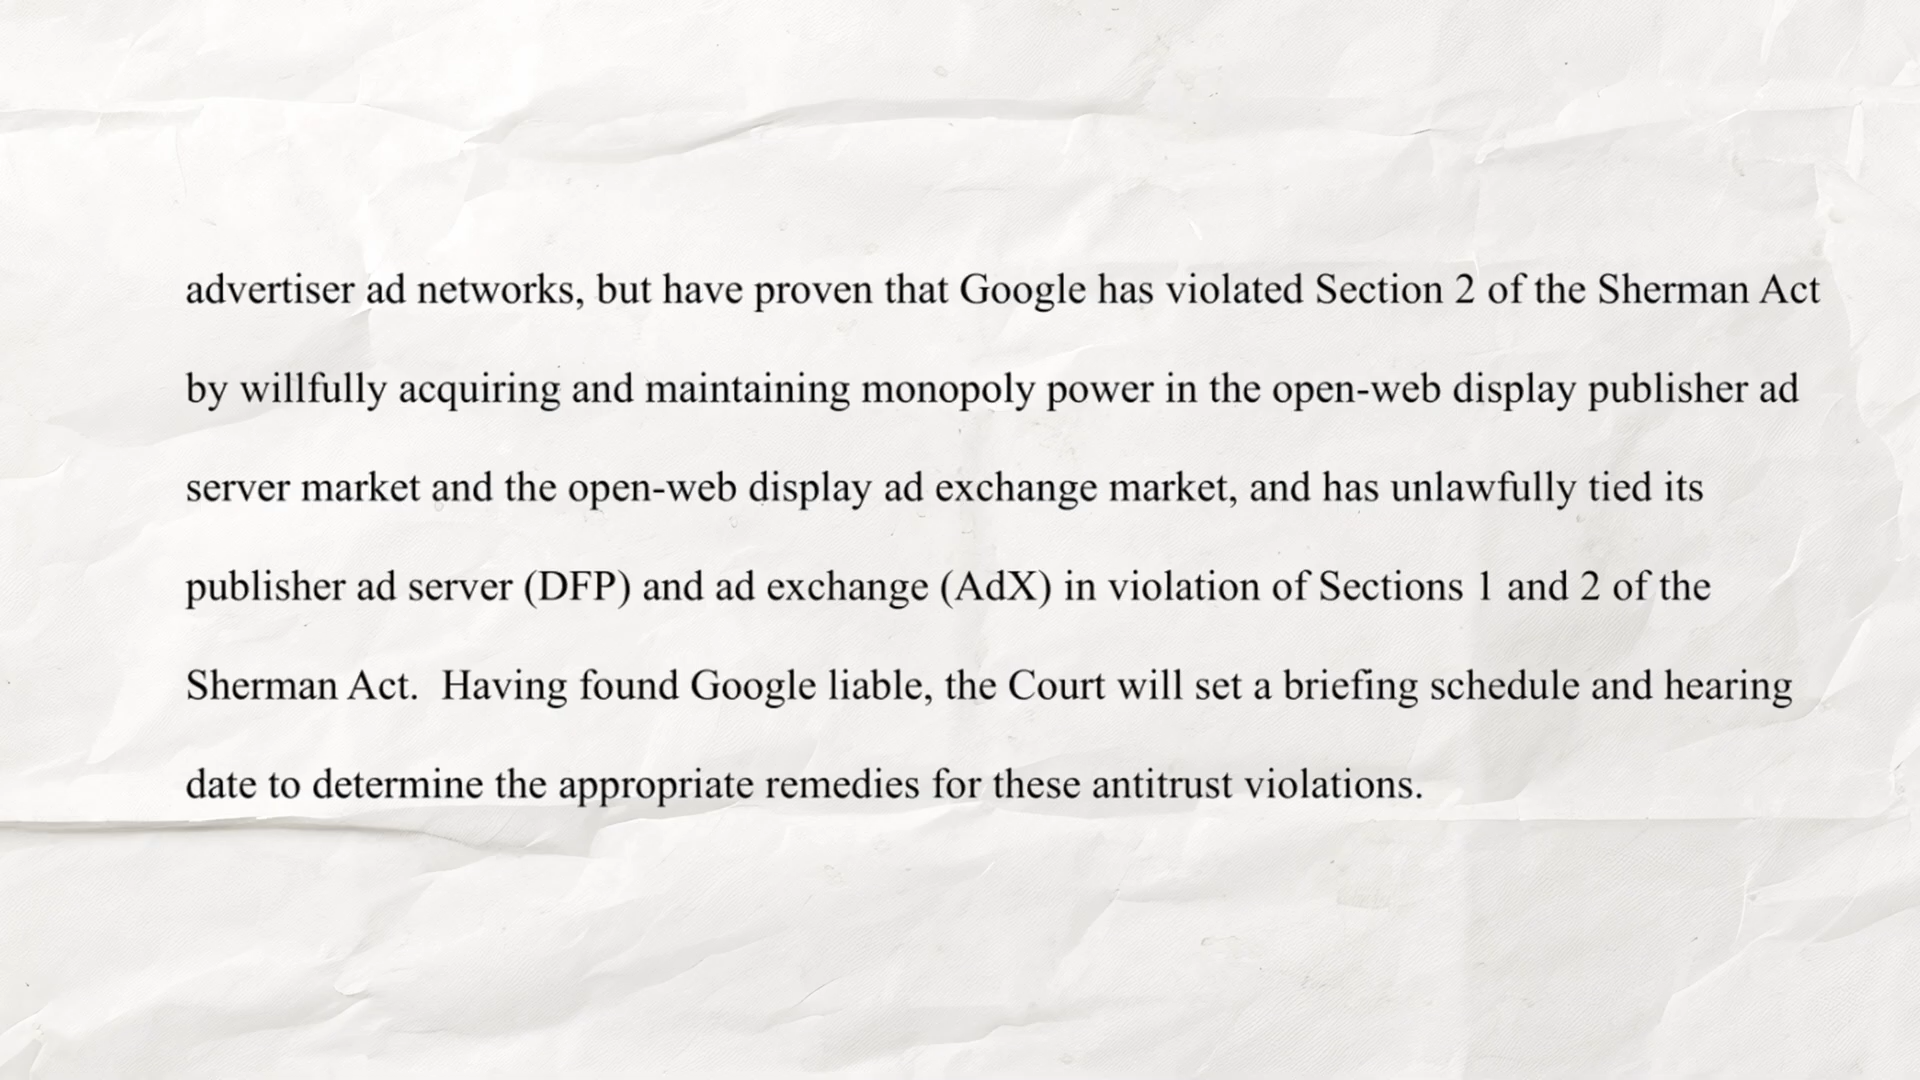 advertiser ad networks, but have proven that Google has violated Section 2 of the Sherman Act
by willfully acquiring and maintaining monopoly power in the open-web display publisher ad
server market and the open-web display ad exchange market, and has unlawfully tied its
publisher ad server (DFP) and ad exchange (AdX) in violation of Sections 1 and 2 of the
Sherman Act.  Having found Google liable, the Court will set a briefing schedule and hearing
date to determine the appropriate remedies for these antitrust violations.